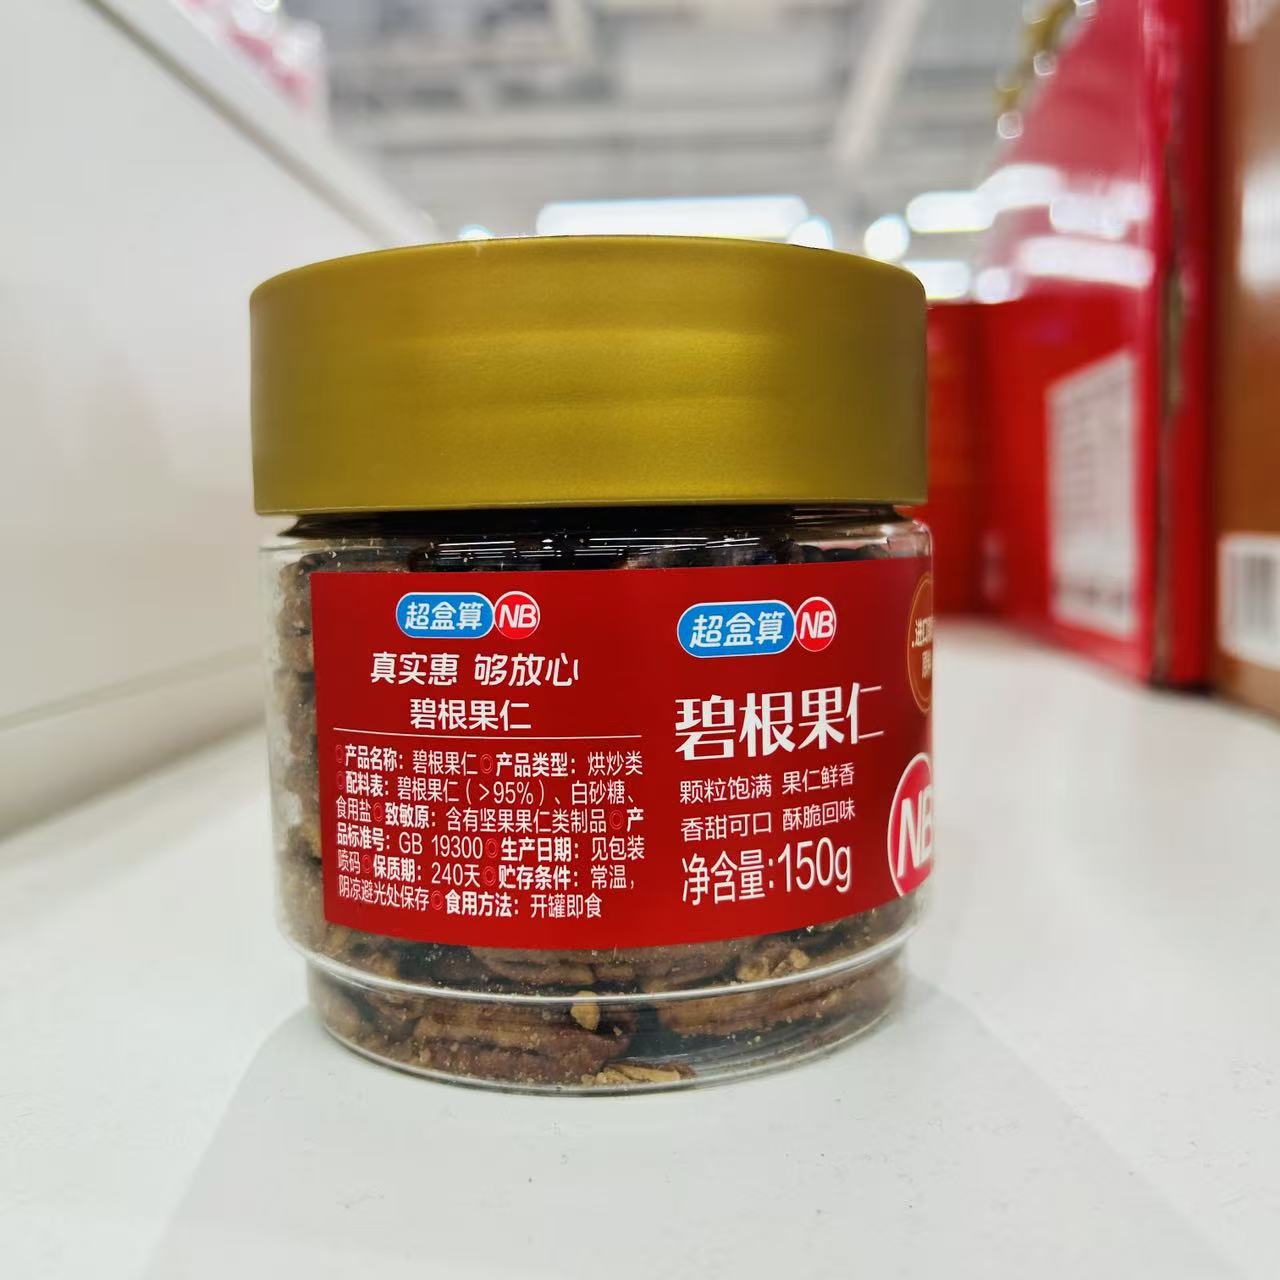 超盒算 NB
真实惠 够放心
碧根果仁
◎产品名称：碧根果仁◎产品类型：烘炒类
◎配料表：碧根果仁（>95%）、白砂糖、
食用盐◎致敏原：含有坚果果仁类制品◎产
品标准号：GB 19300◎生产日期：见包装
喷码◎保质期：240天◎贮存条件：常温，
阴凉避光处保存◎食用方法：开罐即食
超盒算 NB
碧根果仁
颗粒饱满 果仁鲜香
香甜可口 酥脆回味
净含量:150g
进口
NB